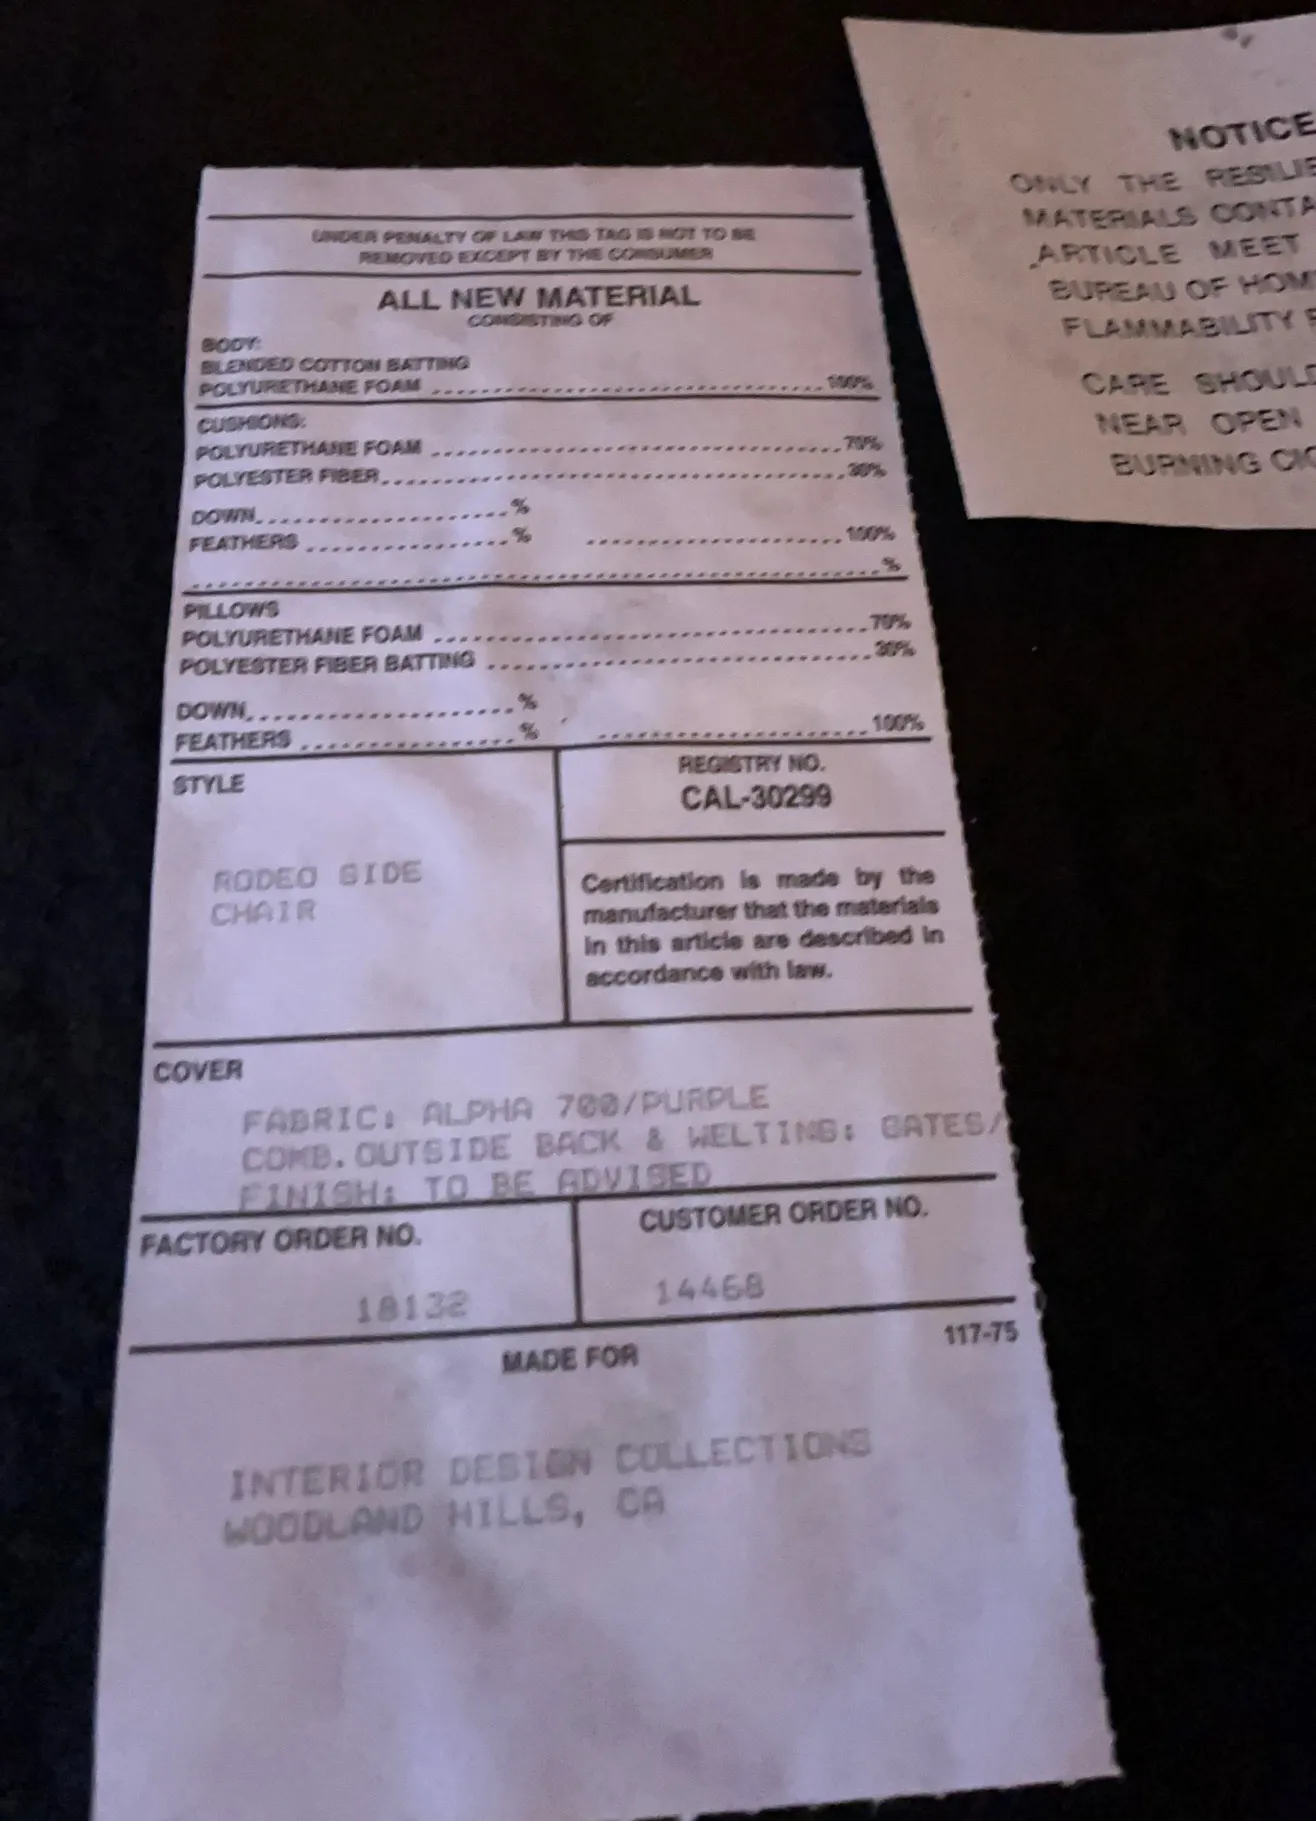 UNDER PENALTY OF LAW THIS TAG IS NOT TO BE
REMOVED EXCEPT BY THE CONSUMER
ALL NEW MATERIAL
CONSISTING OF
BODY:
BLENDED COTTON BATTING
POLYURETHANE FOAM ........................ 100%
CUSHIONS:
POLYURETHANE FOAM ........................ 70%
POLYESTER FIBER ........................ 30%
DOWN .................... %
FEATHERS .................... % .................... 100%
........................ %
PILLOWS
POLYURETHANE FOAM ........................ 70%
POLYESTER FIBER BATTING ........................ 30%
DOWN .................... %
FEATHERS .................... % .................... 100%
STYLE
RODEO SIDE
CHAIR
REGISTRY NO.
CAL-30299
Certification is made by the
manufacturer that the materials
in this article are described in
accordance with law.
COVER
FABRIC: ALPHA 700/PURPLE
COMB.OUTSIDE BACK & WELTING: GATES/
FINISH: TO BE ADVISED
FACTORY ORDER NO.
18132
CUSTOMER ORDER NO.
14468
117-75
MADE FOR
INTERIOR DESIGN COLLECTIONS
WOODLAND HILLS, CA
NOTICE
ONLY THE
MATERIALS
ARTICLE MEET
BUREAU OF
FLAMMABILITY
CARE SHOULD
NEAR OPEN
BURNING